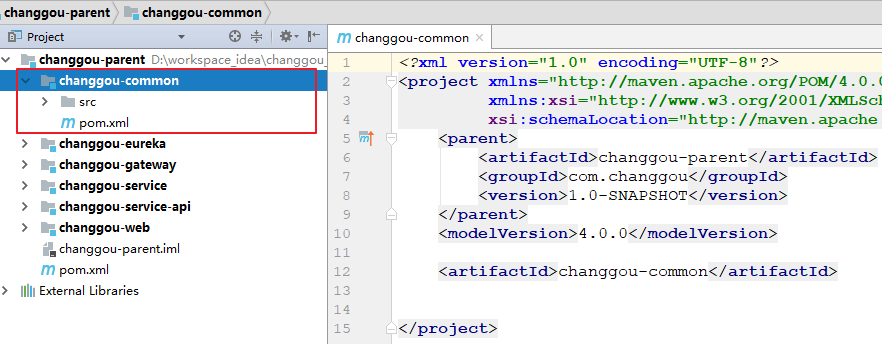 changgou-parent changgou-common
Project
changgou-parent D:\workspace_idea\changgou_
changgou-common
src
pom.xml
changgou-eureka
changgou-gateway
changgou-service
changgou-service-api
changgou-web
changgou-parent.iml
pom.xml
External Libraries
changgou-common
1 <?xml version="1.0" encoding="UTF-8"?>
2 <project xmlns="http://maven.apache.org/POM/4.0.0
3 xmlns:xsi="http://www.w3.org/2001/XMLSch
4 xsi:schemaLocation="http://maven.apache
5 <parent>
6 <artifactId>changgou-parent</artifactId>
7 <groupId>com.changgou</groupId>
8 <version>1.0-SNAPSHOT</version>
9 </parent>
10 <modelVersion>4.0.0</modelVersion>
11
12 <artifactId>changgou-common</artifactId>
13
14
15 </project>